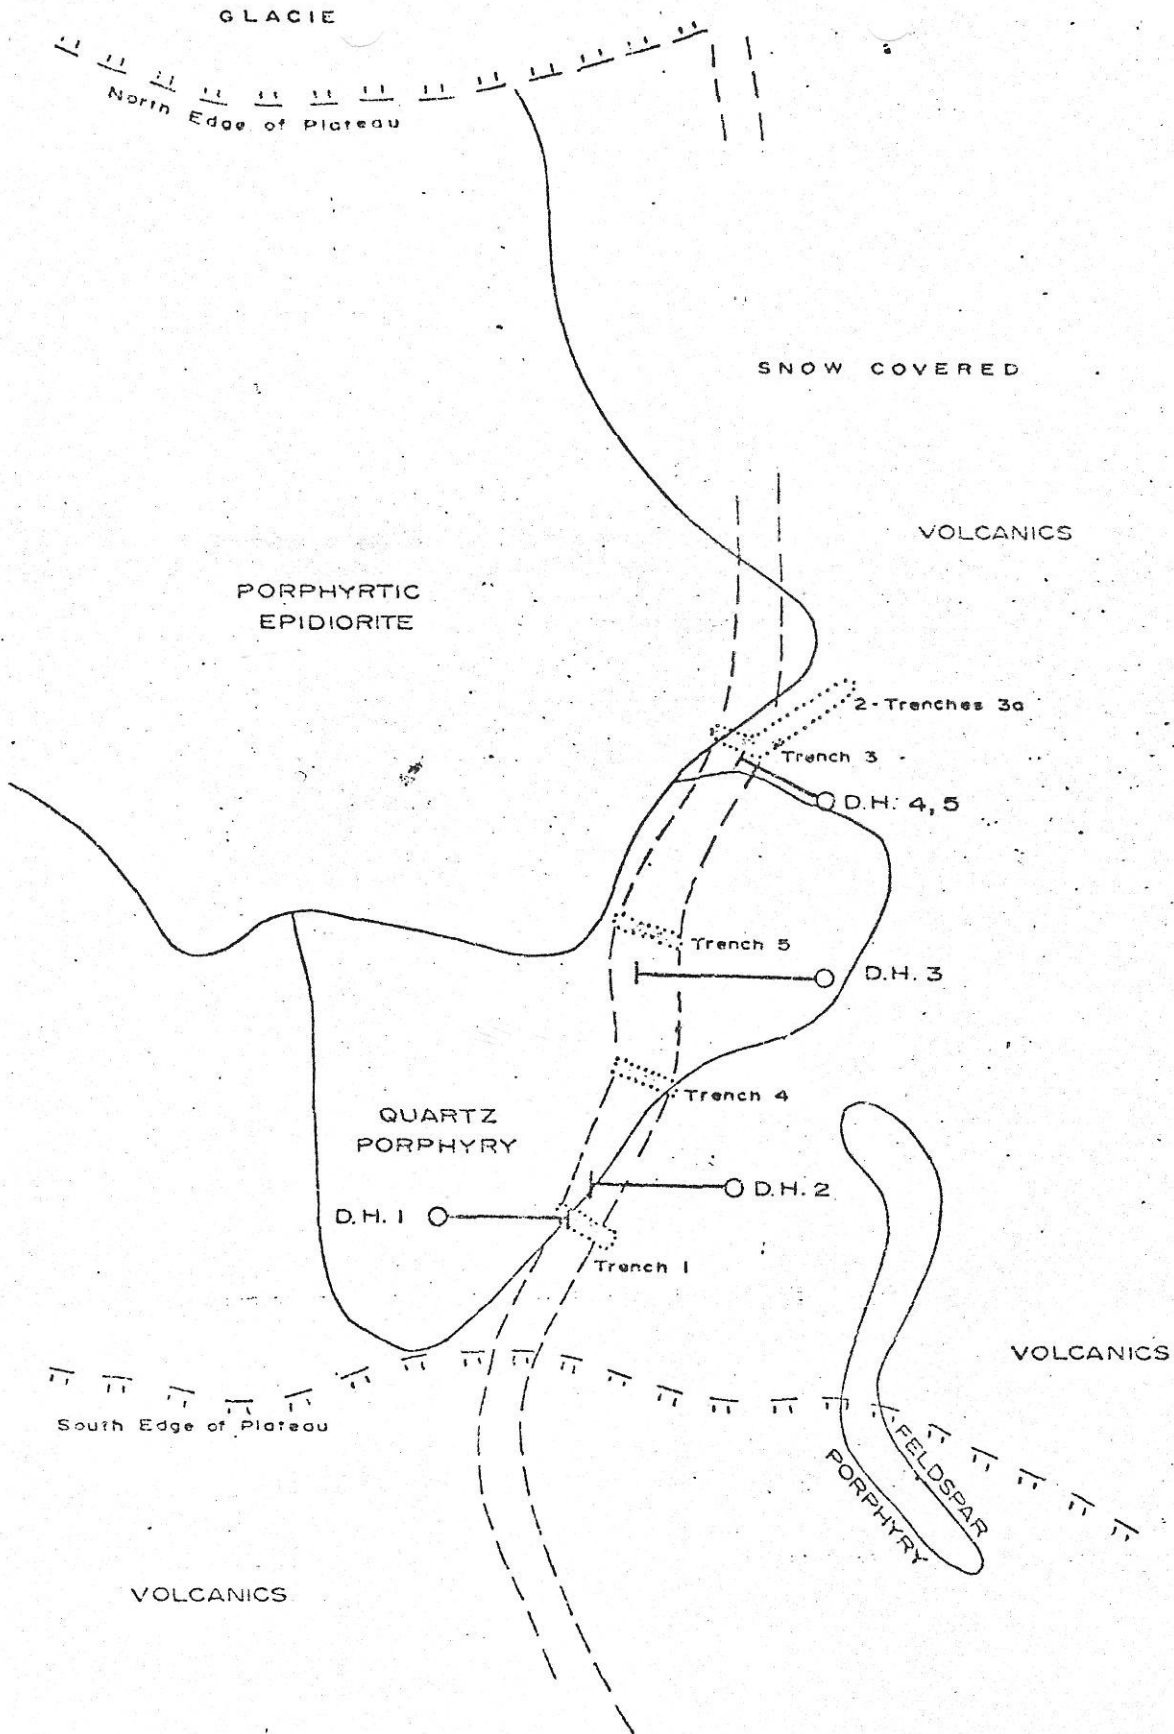 GLACIE
North Edge of Plateau
SNOW COVERED
VOLCANICS
PORPHYRTIC
EPIDIORITE
2-Trenches 3a
Trench 3
D.H. 4, 5
Trench 5
D.H. 3
Trench 4
QUARTZ
PORPHYRY
D.H. 2
D.H. 1
Trench 1
VOLCANICS
South Edge of Plateau
FELDSPAR
PORPHYRY
VOLCANICS